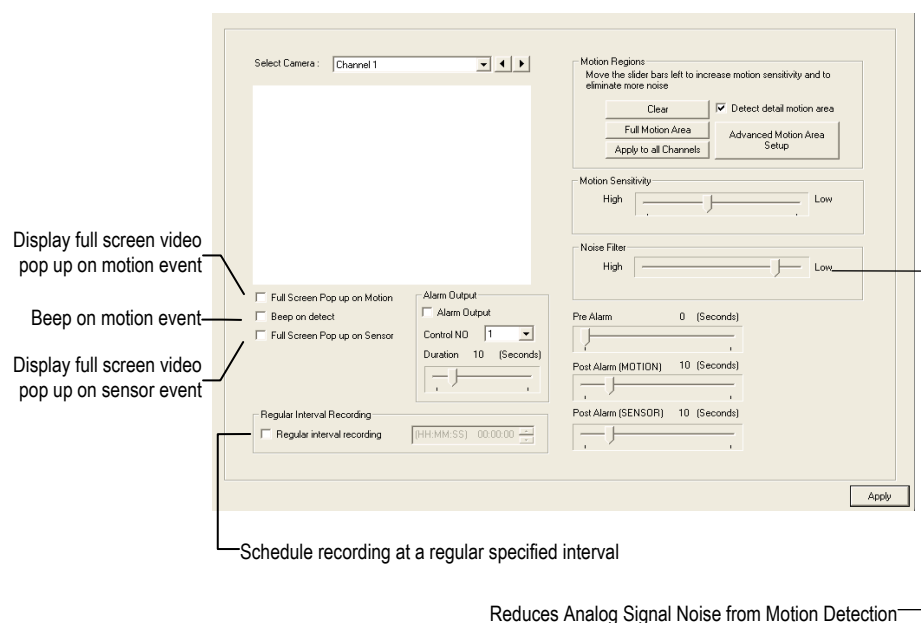 Select Camera :
Channel 1
Motion Regions
Move the slider bars left to increase motion sensitivity and to
eliminate more noise
Clear
Detect detail motion area
Full Motion Area
Advanced Motion Area
Setup
Apply to all Channels
Motion Sensitivity
High
Low
Noise Filter
High
Low
Display full screen video
pop up on motion event
Beep on motion event
Display full screen video
pop up on sensor event
Full Screen Pop up on Motion
Beep on detect
Full Screen Pop up on Sensor
Alarm Output
Alarm Output
Control NO
1
Duration 10 (Seconds)
Pre Alarm 0 (Seconds)
Post Alarm (MOTION) 10 (Seconds)
Post Alarm (SENSOR) 10 (Seconds)
Regular Interval Recording
Regular interval recording
(HH:MM:SS) 00:00:00
Apply
Schedule recording at a regular specified interval
Reduces Analog Signal Noise from Motion Detection